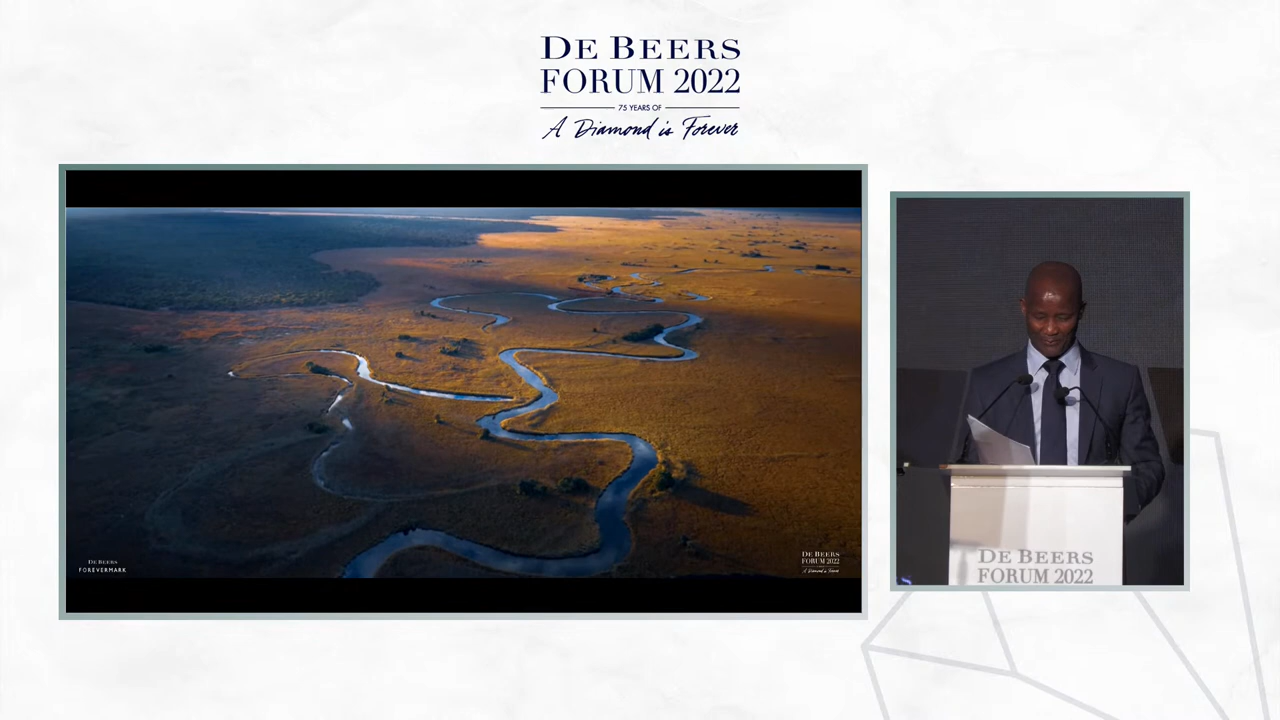 DE BEERS
FORUM 2022
75 YEARS OF
A Diamond is Forever
DE BEERS
FOREVERMARK
DE BEERS
FORUM 2022
A Diamond is Forever
DE BEERS
FORUM 2022